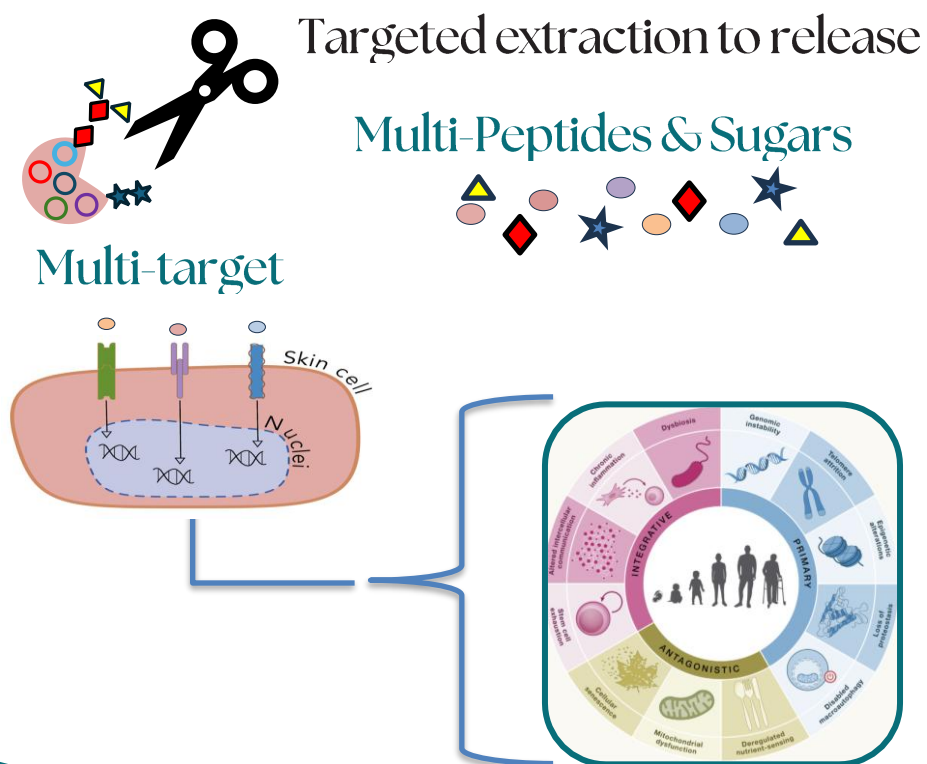 Targeted extraction to release
Multi-Peptides & Sugars
Multi-target
Skin cell
Nuclei
Dysbiosis
Genomic
instability
Telomere
attrition
Epigenetic
alterations
Loss of
proteostasis
Disabled
macroautophagy
Deregulated
nutrient-sensing
Mitochondrial
dysfunction
Cellular
senescence
Stem cell
exhaustion
Altered intercellular
communication
Chronic
inflammation
INTEGRATIVE
PRIMARY
ANTAGONISTIC